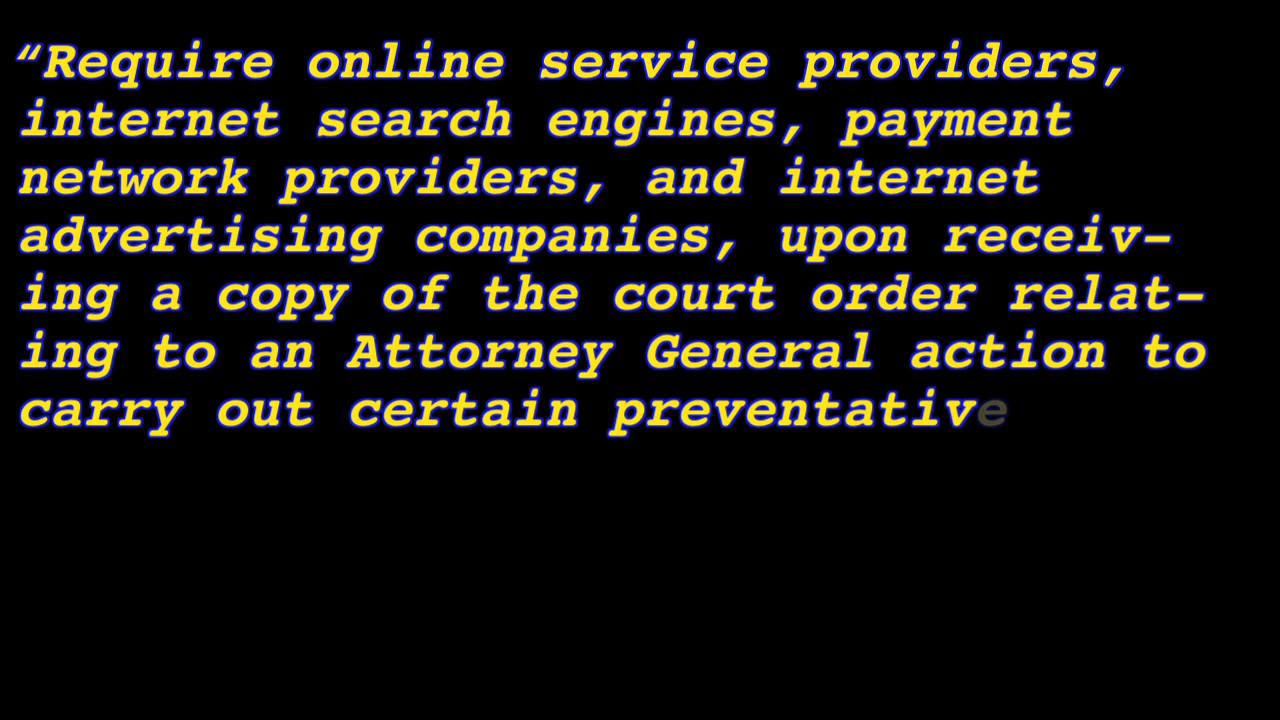 “Require online service providers,
internet search engines, payment
network providers, and internet
advertising companies, upon receiv-
ing a copy of the court order relat-
ing to an Attorney General action to
carry out certain preventative